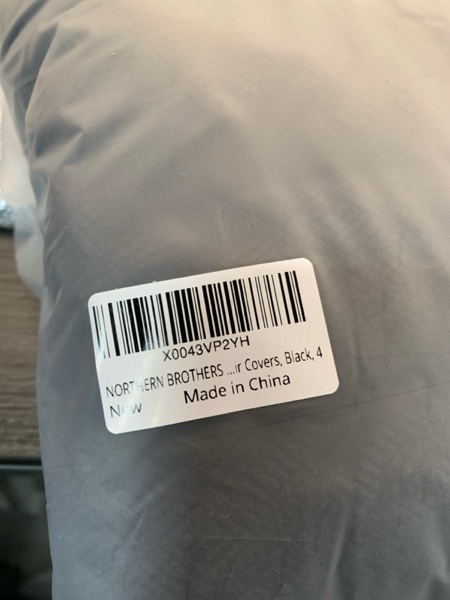 X0043VP2YH
NORTHERN BROTHERS ...ir Covers, Black, 4
New
Made in China